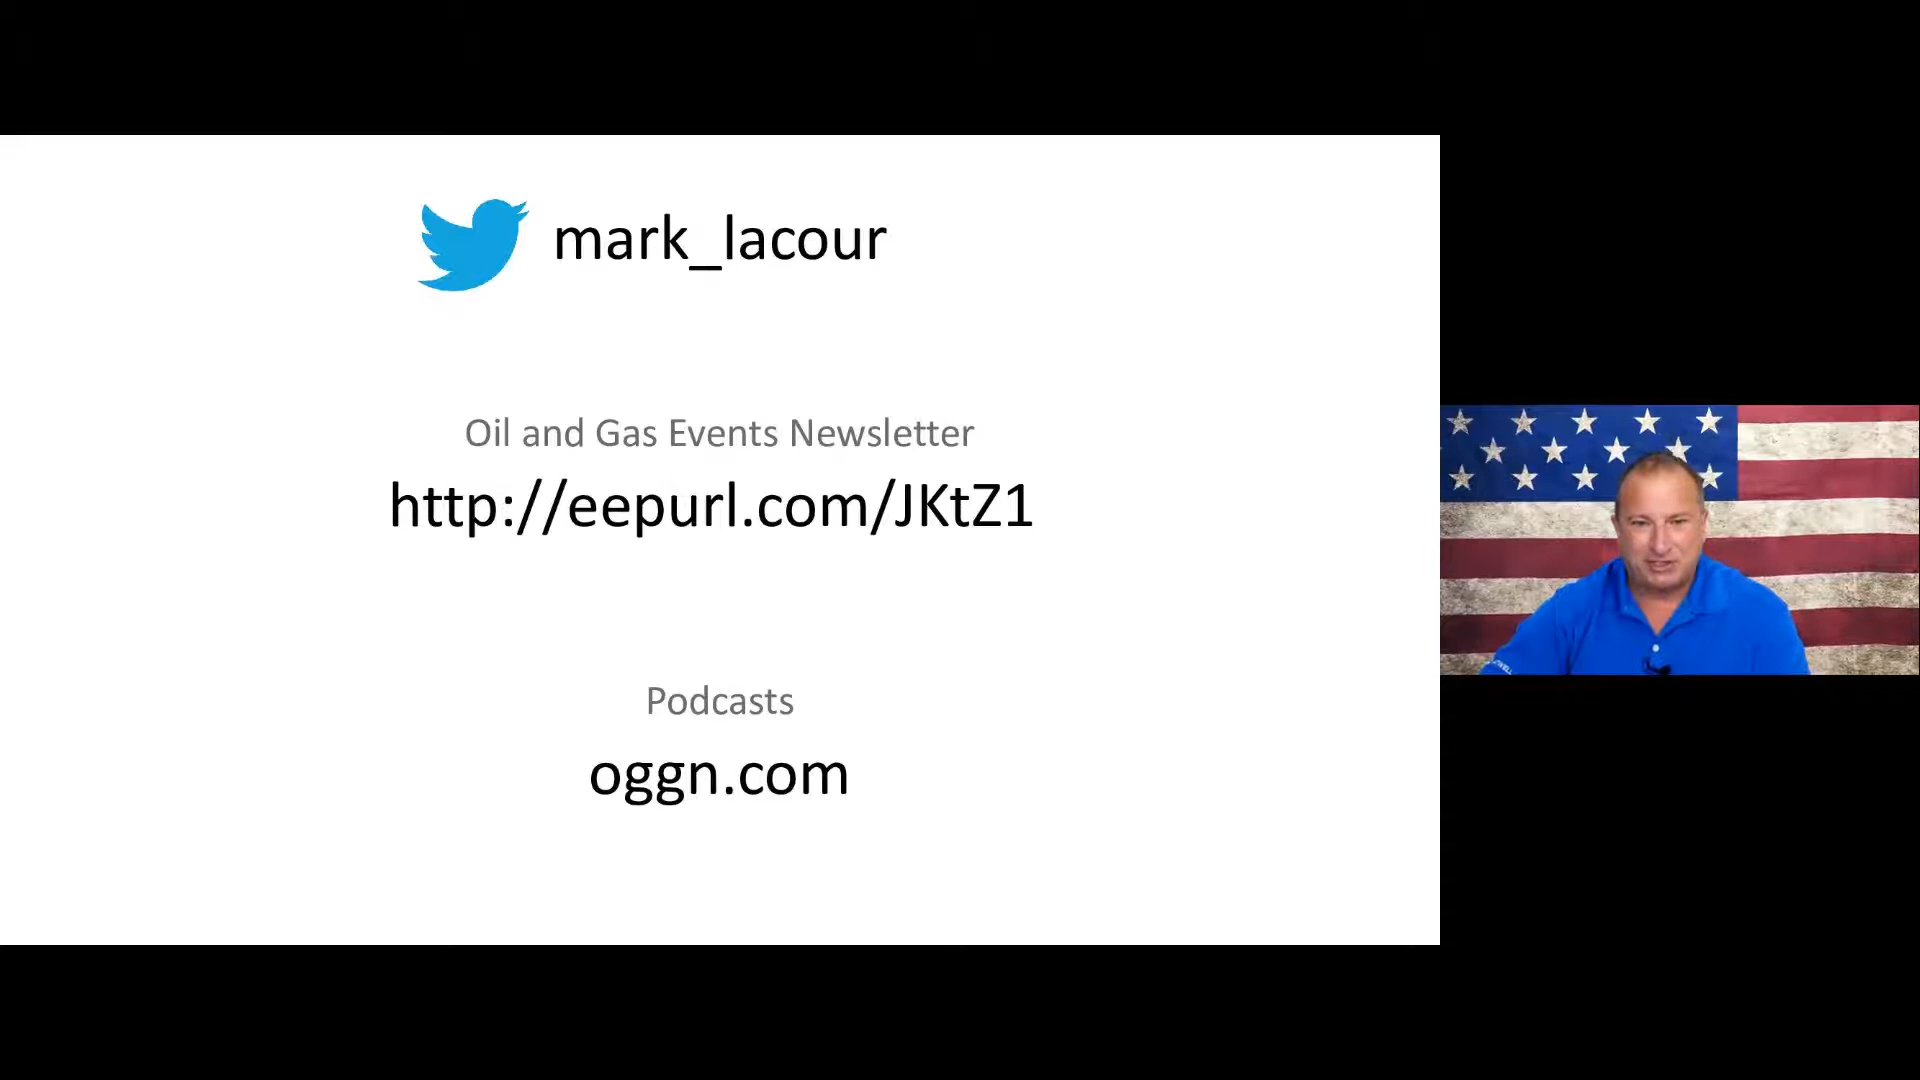 mark_lacour
Oil and Gas Events Newsletter
http://eepurl.com/JKtZ1
Podcasts
oggn.com